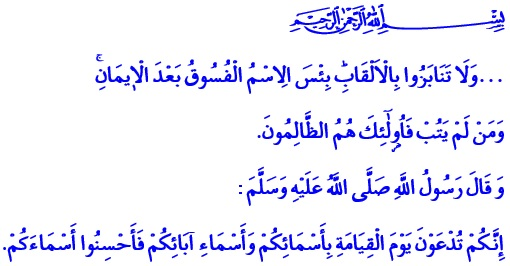 بِسْمِ اللهِ الرَّحْمٰنِ الرَّحِيمِ
...وَلَا تَنَابَزُوا بِالْاَلْقَابِۜ بِئْسَ الِاسْمُ الْفُسُوقُ بَعْدَ الْا۪يمَانِۚ
وَمَنْ لَمْ يَتُبْ فَاُو۬لٰٓئِكَ هُمُ الظَّالِمُونَ.
وَ قَالَ رَسُولُ اللَّهِ صَلَّى اللَّهُ عَلَيْهِ وَسَلَّمَ :
إِنَّكُمْ تُدْعَوْنَ يَوْمَ الْقِيَامَةِ بِأَسْمَائِكُمْ وَأَسْمَاءِ آبَائِكُمْ فَأَحْسِنُوا أَسْمَاءَكُمْ.